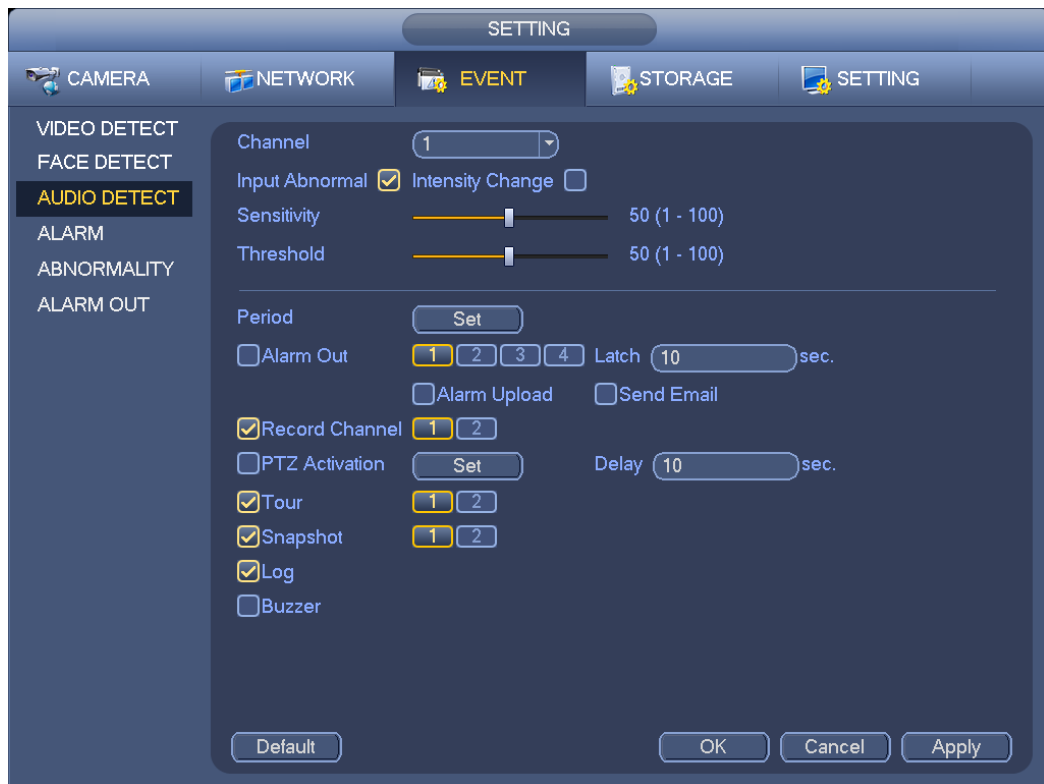 SETTING
CAMERA NETWORK EVENT STORAGE SETTING
VIDEO DETECT
FACE DETECT
AUDIO DETECT
ALARM
ABNORMALITY
ALARM OUT
Channel 1
Input Abnormal Intensity Change
Sensitivity 50 (1 - 100)
Threshold 50 (1 - 100)
Period Set
Alarm Out 1 2 3 4 Latch 10 sec.
Alarm Upload Send Email
Record Channel 1 2
PTZ Activation Set Delay 10 sec.
Tour 1 2
Snapshot 1 2
Log
Buzzer
Default OK Cancel Apply